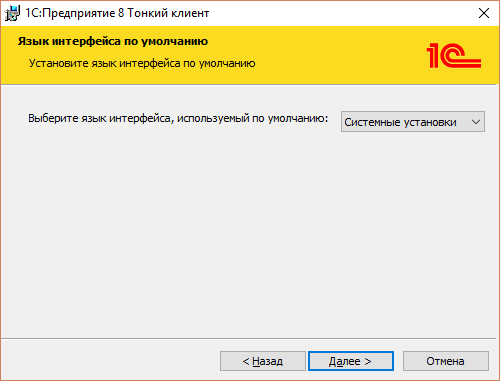 1С:Предприятие 8 Тонкий клиент
Язык интерфейса по умолчанию
Установите язык интерфейса по умолчанию
1С
Выберите язык интерфейса, используемый по умолчанию:
Системные установки
< Назад
Далее >
Отмена